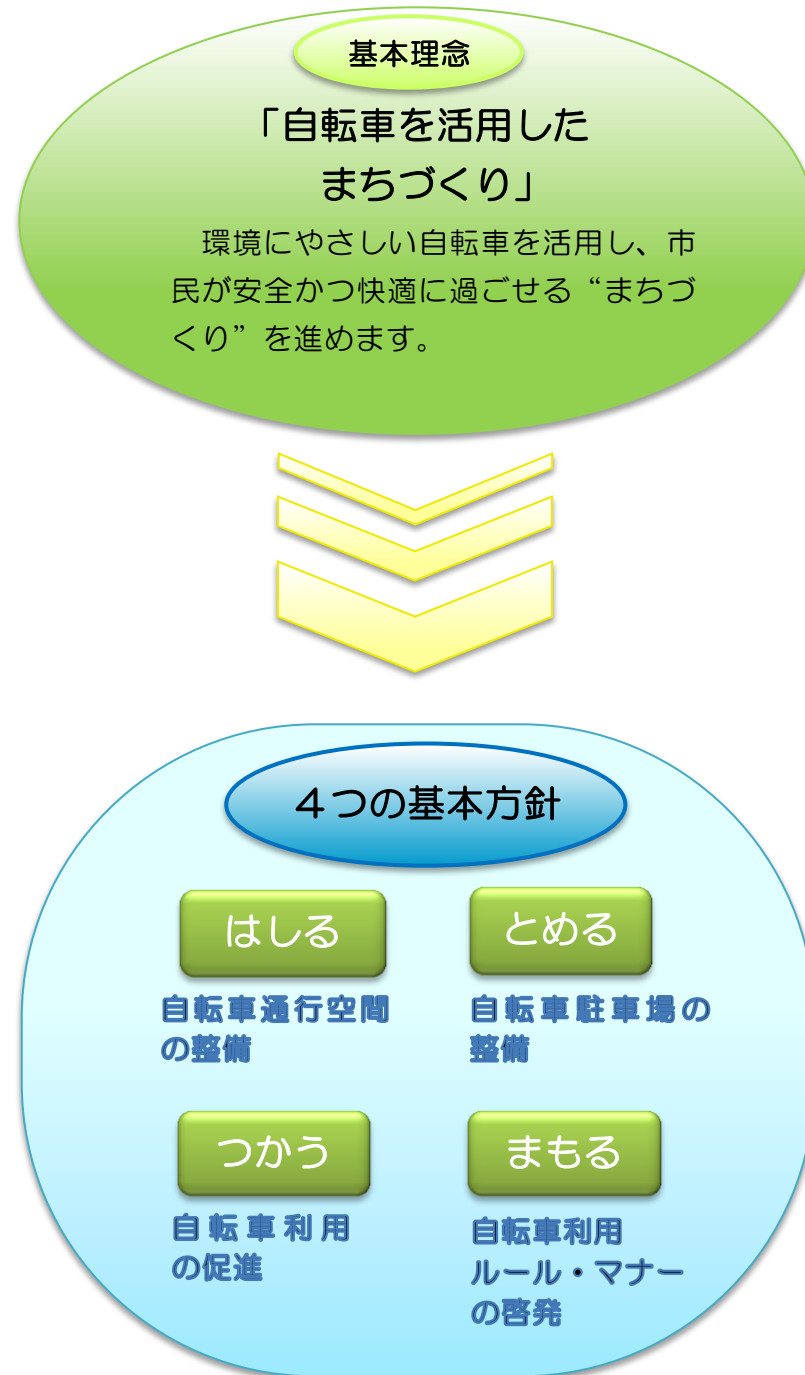 基本理念
「自転車を活用した
まちづくり」
環境にやさしい自転車を活用し、市
民が安全かつ快適に過ごせる“まちづ
くり”を進めます。
４つの基本方針
はしる
自転車通行空間
の整備
とめる
自転車駐車場の
整備
つかう
自転車利用
の促進
まもる
自転車利用
ルール・マナー
の啓発